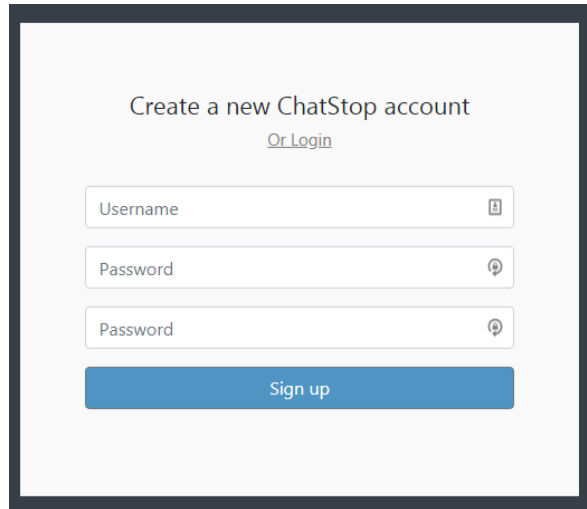 Create a new ChatStop account
Or Login
Username
Password
Password
Sign up